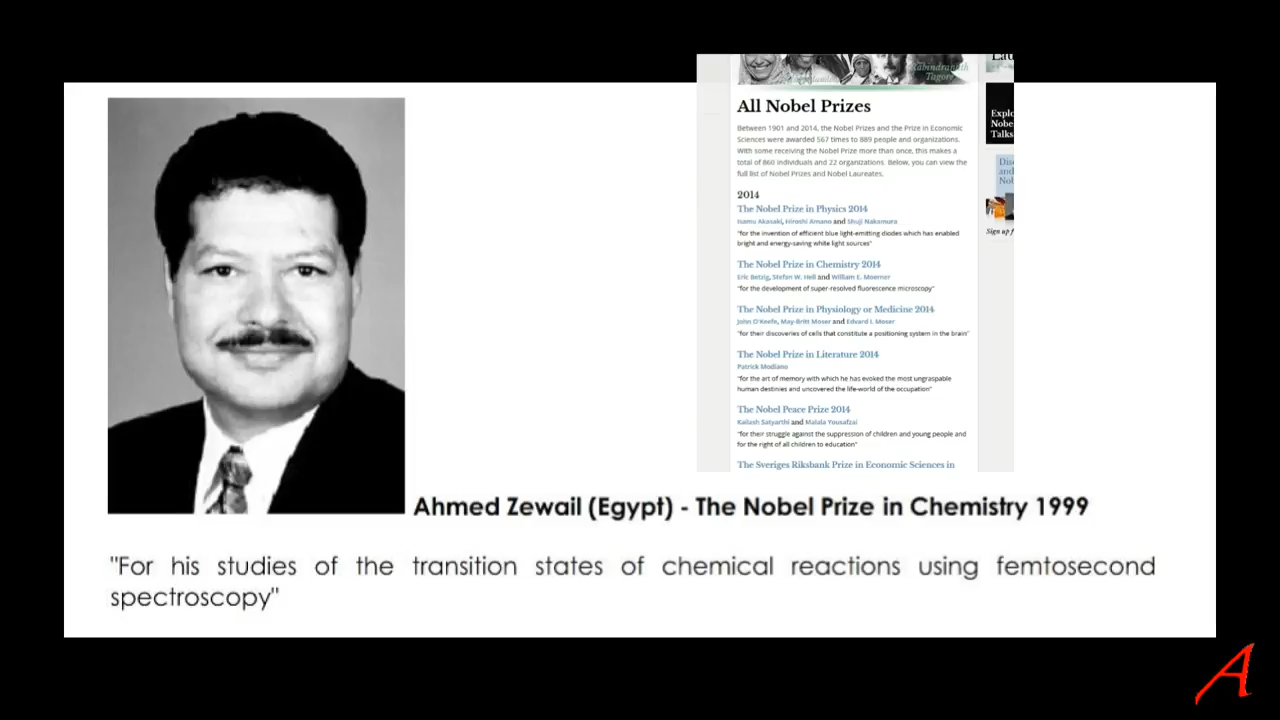 Rabindranath
Tagore
All Nobel Prizes
Between 1901 and 2014, the Nobel Prizes and the Prize in Economic
Sciences were awarded 567 times to 889 people and organizations.
With some receiving the Nobel Prize more than once, this makes a
total of 860 individuals and 22 organizations. Below, you can view the
full list of Nobel Prizes and Nobel Laureates.
2014
The Nobel Prize in Physics 2014
Isamu Akasaki, Hiroshi Amano and Shuji Nakamura
"for the invention of efficient blue light-emitting diodes which has enabled
bright and energy-saving white light sources"
The Nobel Prize in Chemistry 2014
Eric Betzig, Stefan W. Hell and William E. Moerner
"for the development of super-resolved fluorescence microscopy"
The Nobel Prize in Physiology or Medicine 2014
John O'Keefe, May-Britt Moser and Edvard I. Moser
"for their discoveries of cells that constitute a positioning system in the brain"
The Nobel Prize in Literature 2014
Patrick Modiano
"for the art of memory with which he has evoked the most ungraspable
human destinies and uncovered the life-world of the occupation"
The Nobel Peace Prize 2014
Kailash Satyarthi and Malala Yousafzai
"for their struggle against the suppression of children and young people and
for the right of all children to education"
The Sveriges Riksbank Prize in Economic Sciences in
Explo
Nobe
Talks
Dis
and
Nob
Sign up f
Ahmed Zewail (Egypt) - The Nobel Prize in Chemistry 1999
"For his studies of the transition states of chemical reactions using femtosecond
spectroscopy"
A